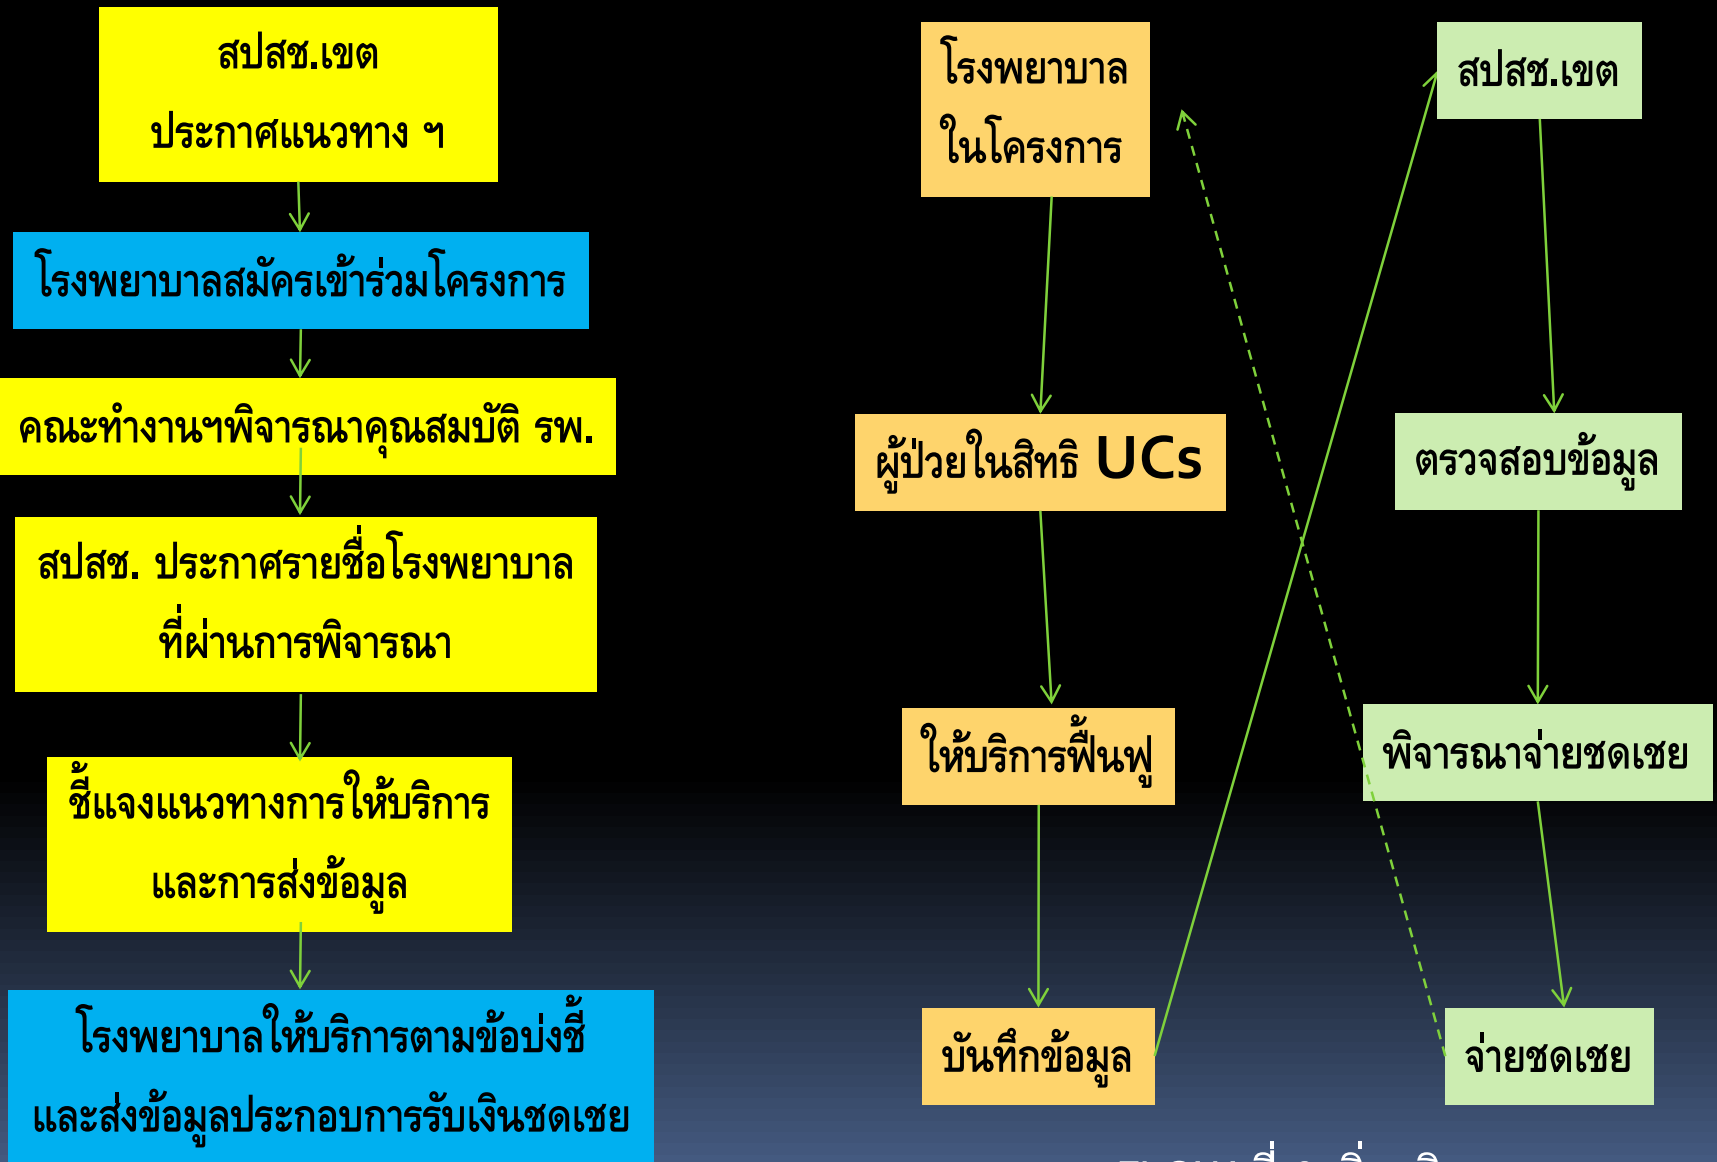 สปสช.เขต
ประกาศแนวทาง ฯ
โรงพยาบาลสมัครเข้าร่วมโครงการ
คณะทำงานฯพิจารณาคุณสมบัติ รพ.
สปสช. ประกาศรายชื่อโรงพยาบาล
ที่ผ่านการพิจารณา
ชี้แจงแนวทางการให้บริการ
และการส่งข้อมูล
โรงพยาบาลให้บริการตามข้อบ่งชี้
และส่งข้อมูลประกอบการรับเงินชดเชย
โรงพยาบาล
ในโครงการ
ผู้ป่วยในสิทธิ UCs
ให้บริการฟื้นฟู
บันทึกข้อมูล
สปสช.เขต
ตรวจสอบข้อมูล
พิจารณาจ่ายชดเชย
จ่ายชดเชย